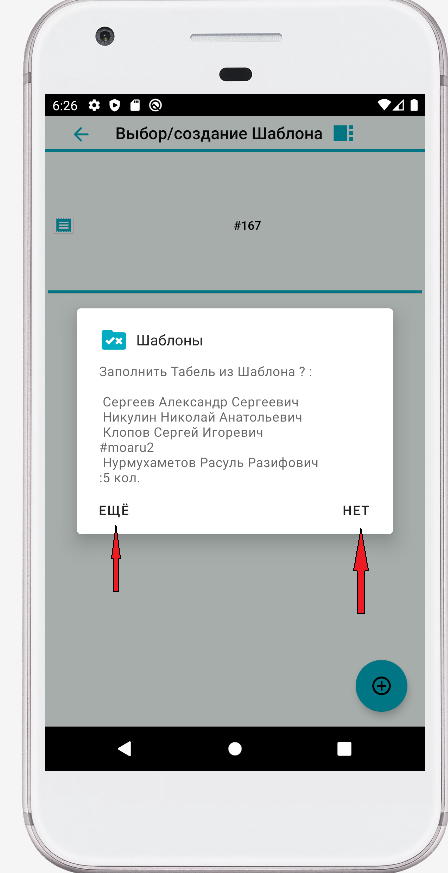 6:26
Выбор/создание Шаблона
#167
Шаблоны
Заполнить Табель из Шаблона ? :
Сергеев Александр Сергеевич
Никулин Николай Анатольевич
Клопов Сергей Игоревич
#moaru2
Нурмухаметов Расуль Разифович
:5 кол.
ЕЩЁ НЕТ